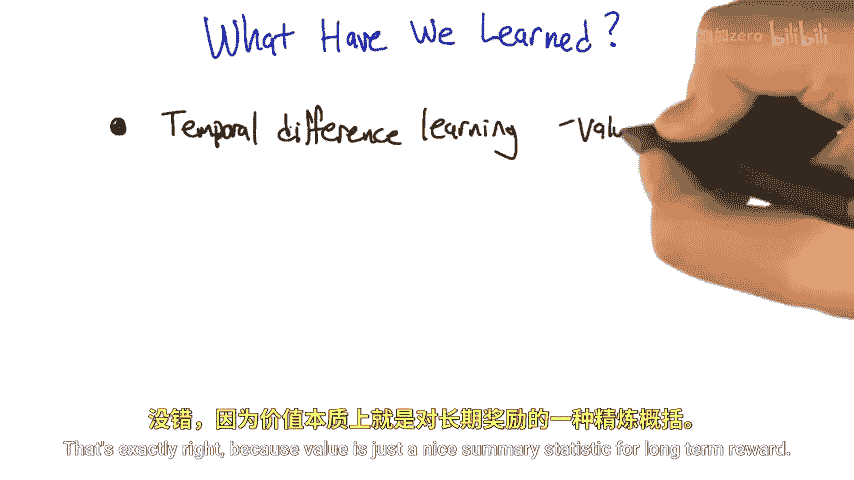 What Have We Learned?
zero bilibili
• Temporal difference learning -Valu
没错，因为价值本质上就是对长期奖励的一种精炼概括。
That's exactly right, because value is just a nice summary statistic for long term reward.